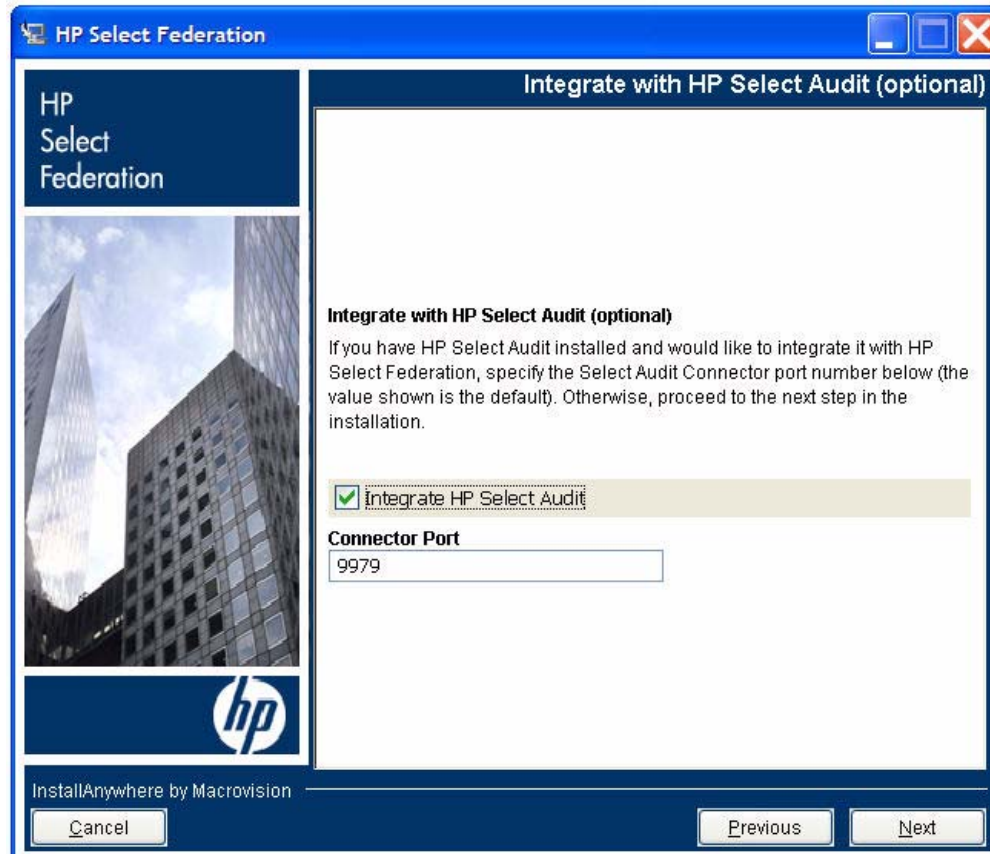 HP Select Federation
HP
Select
Federation
Integrate with HP Select Audit (optional)
Integrate with HP Select Audit (optional)
If you have HP Select Audit installed and would like to integrate it with HP
Select Federation, specify the Select Audit Connector port number below (the
value shown is the default). Otherwise, proceed to the next step in the
installation.
Integrate HP Select Audit
Connector Port
9979
hp
InstallAnywhere by Macrovision
Cancel
Previous
Next